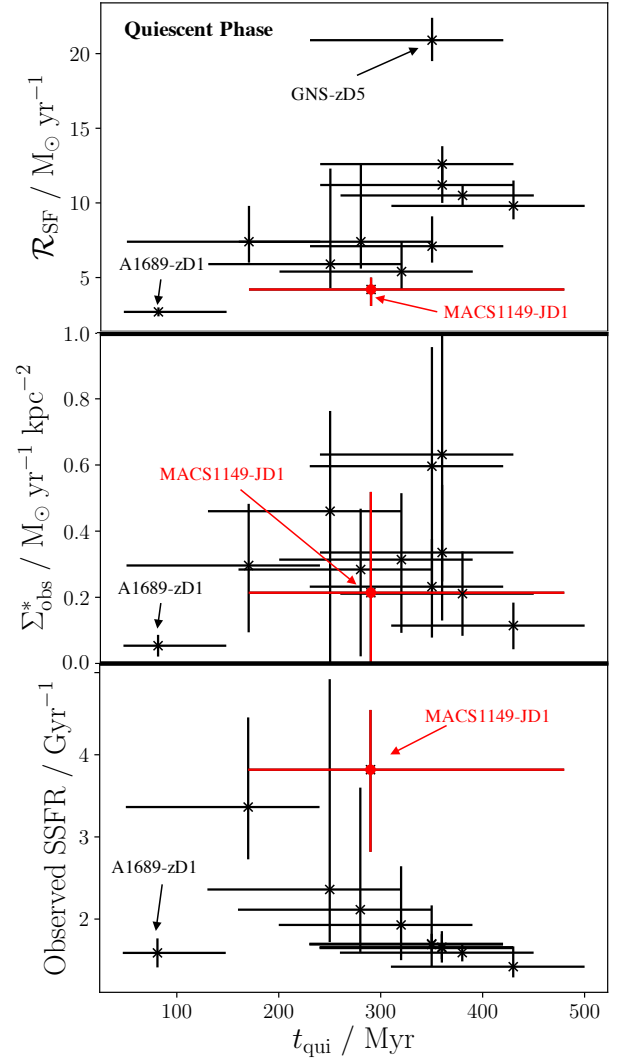 Quiescent Phase
20
15
10
5
R_SF / M⊙ yr⁻¹
GNS-zD5
A1689-zD1
MACS1149-JD1
1.0
0.8
0.6
0.4
0.2
0.0
Σ*_obs / M⊙ yr⁻¹ kpc⁻²
MACS1149-JD1
A1689-zD1
4
3
2
Observed SSFR / Gyr⁻¹
MACS1149-JD1
A1689-zD1
100 200 300 400 500
t_qui / Myr